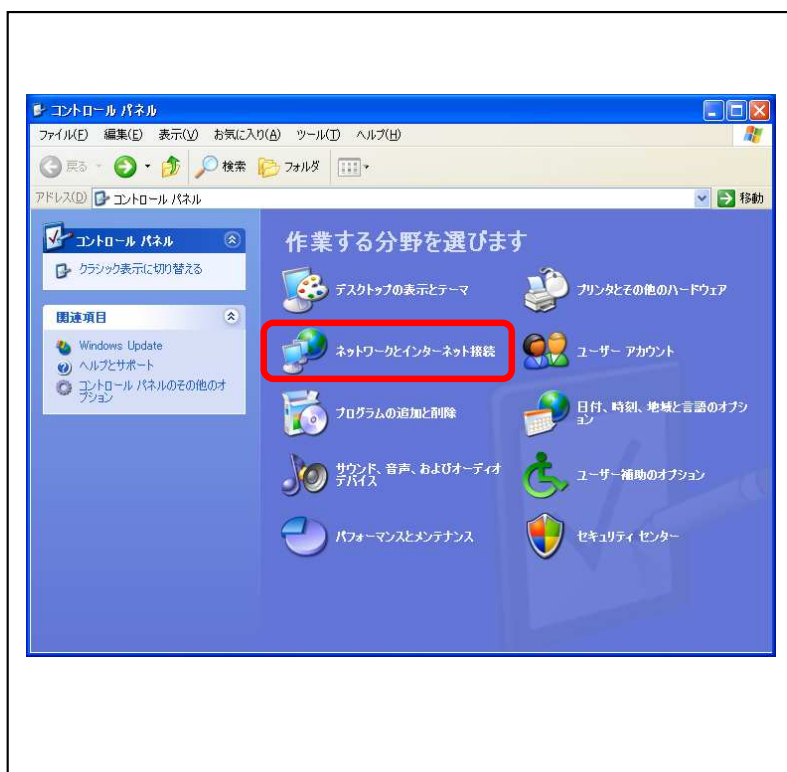 コントロール パネル
ファイル(F) 編集(E) 表示(V) お気に入り(A) ツール(T) ヘルプ(H)
戻る 検索 フォルダ
アドレス(D) コントロール パネル 移動
コントロール パネル
クラシック表示に切り替える
関連項目
Windows Update
ヘルプとサポート
コントロール パネルのその他のオ
プション
作業する分野を選びます
デスクトップの表示とテーマ
プリンタとその他のハードウェア
ネットワークとインターネット接続
ユーザー アカウント
プログラムの追加と削除
日付、時刻、地域と言語のオプシ
ョン
サウンド、音声、およびオーディオ
デバイス
ユーザー補助のオプション
パフォーマンスとメンテナンス
セキュリティ センター